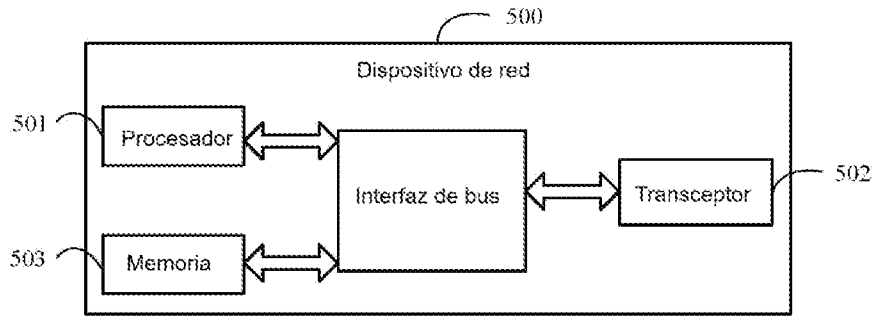 500
Dispositivo de red
501
Procesador
Interfaz de bus
Transceptor
502
503
Memoria